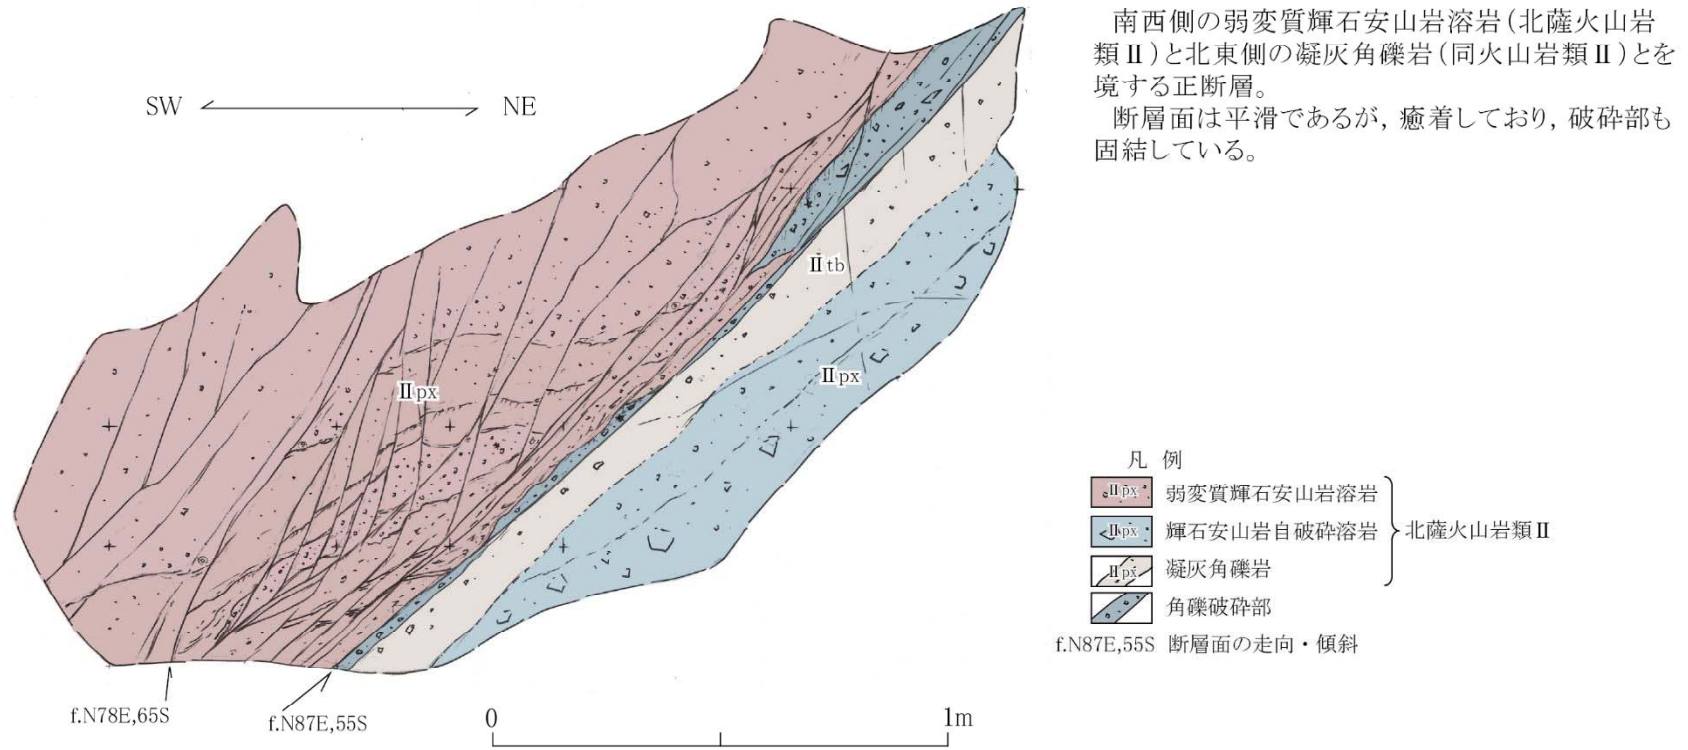 南西側の弱変質輝石安山岩溶岩(北薩火山岩
類Ⅱ)と北東側の凝灰角礫岩(同火山岩類Ⅱ)とを
境する正断層。
断層面は平滑であるが, 癒着しており, 破砕部も
固結している。
SW NE
Ⅱtb
Ⅱpx
Ⅱpx
凡 例
Ⅱpx 弱変質輝石安山岩溶岩
Ⅱpx 輝石安山岩自破砕溶岩
北薩火山岩類Ⅱ
Ⅱpx 凝灰角礫岩
角礫破砕部
f.N87E,55S 断層面の走向・傾斜
f.N78E,65S
f.N87E,55S
0 1m